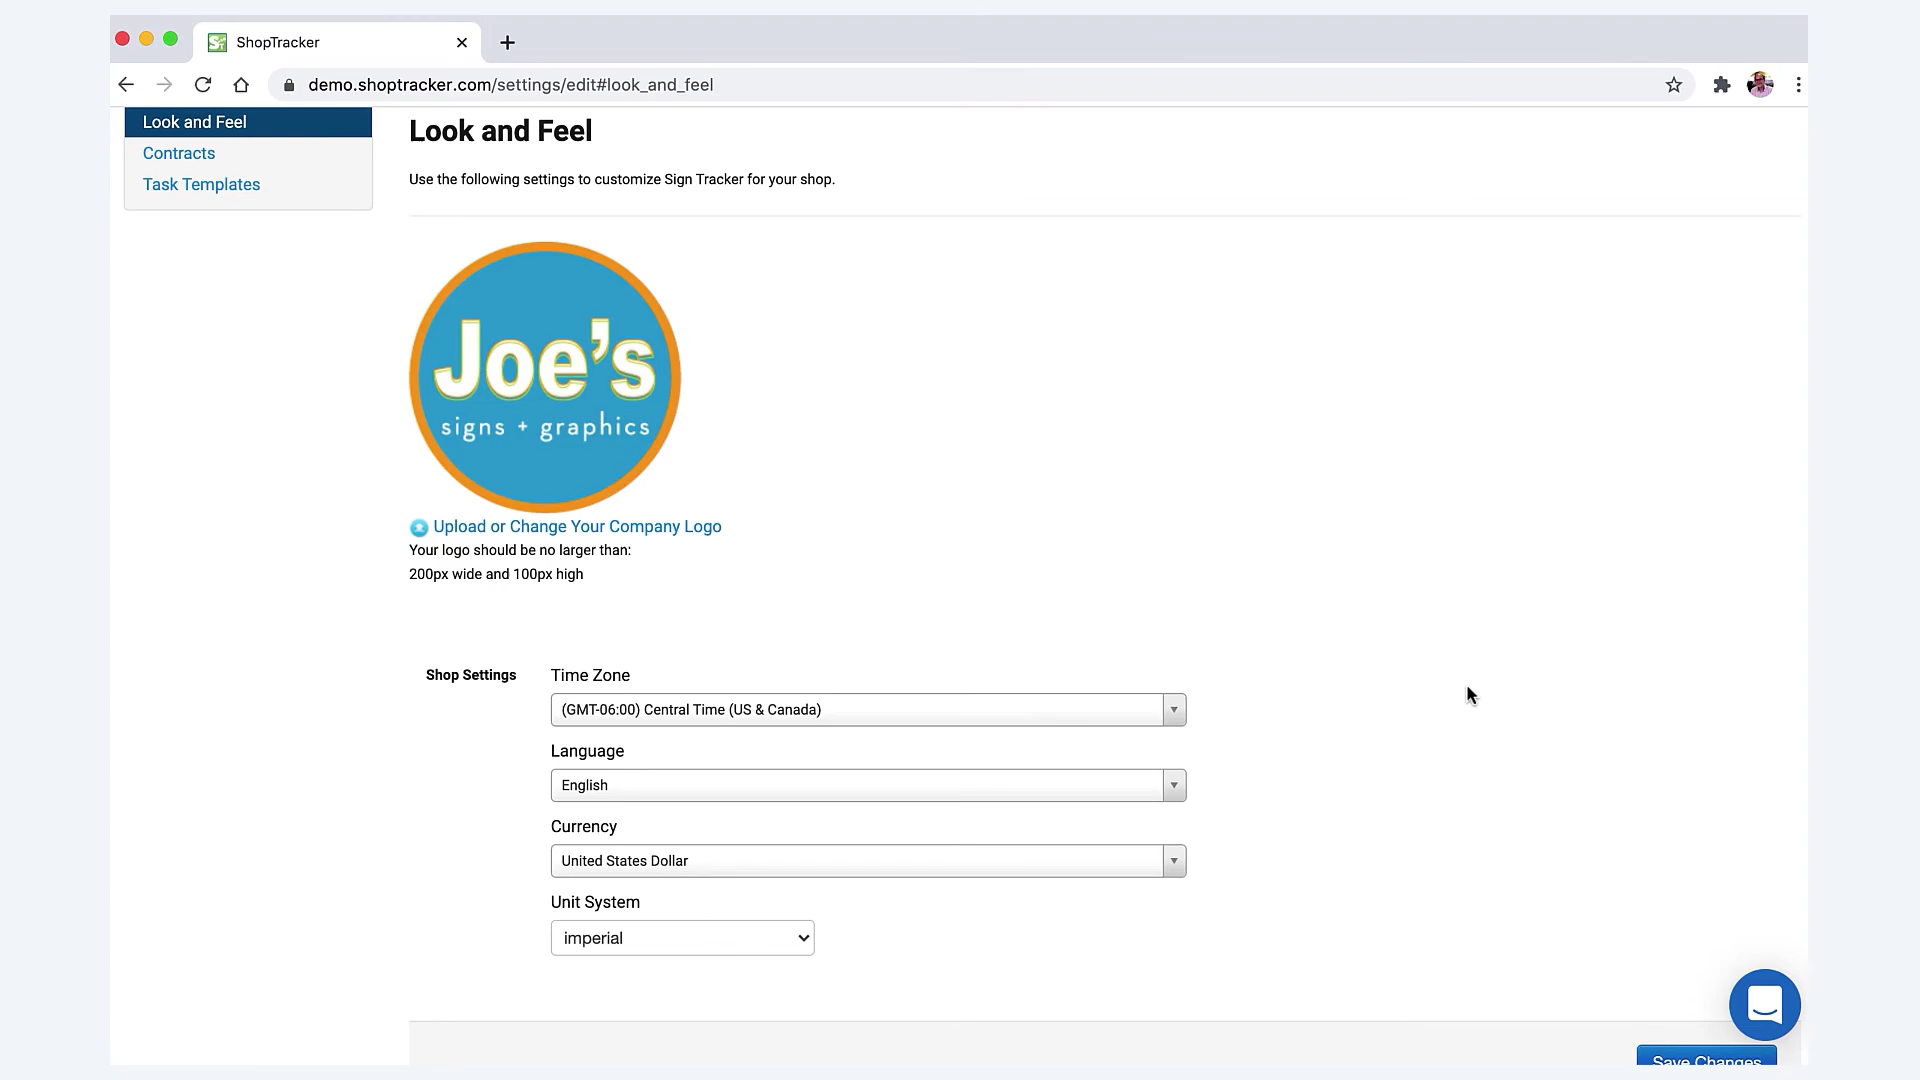 ShopTracker
demo.shoptracker.com/settings/edit#look_and_feel
Look and Feel
Contracts
Task Templates
Look and Feel
Use the following settings to customize Sign Tracker for your shop.
Joe's
signs + graphics
Upload or Change Your Company Logo
Your logo should be no larger than:
200px wide and 100px high
Shop Settings
Time Zone
(GMT-06:00) Central Time (US & Canada)
Language
English
Currency
United States Dollar
Unit System
imperial
Save Changes